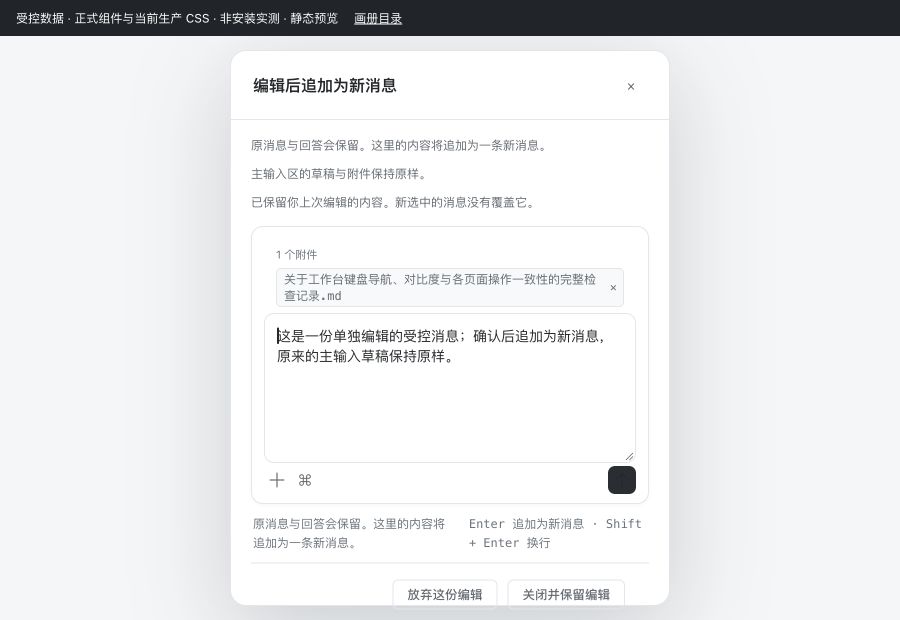 受控数据 · 正式组件与当前生产 CSS · 非安装实测 · 静态预览 画册目录
编辑后追加为新消息 ×
原消息与回答会保留。这里的内容将追加为一条新消息。
主输入区的草稿与附件保持原样。
已保留你上次编辑的内容。新选中的消息没有覆盖它。
1 个附件
关于工作台键盘导航、对比度与各页面操作一致性的完整检
查记录.md ×
这是一份单独编辑的受控消息；确认后追加为新消息，
原来的主输入草稿保持原样。
原消息与回答会保留。这里的内容将
追加为一条新消息。
Enter 追加为新消息 · Shift
+ Enter 换行
放弃这份编辑 关闭并保留编辑